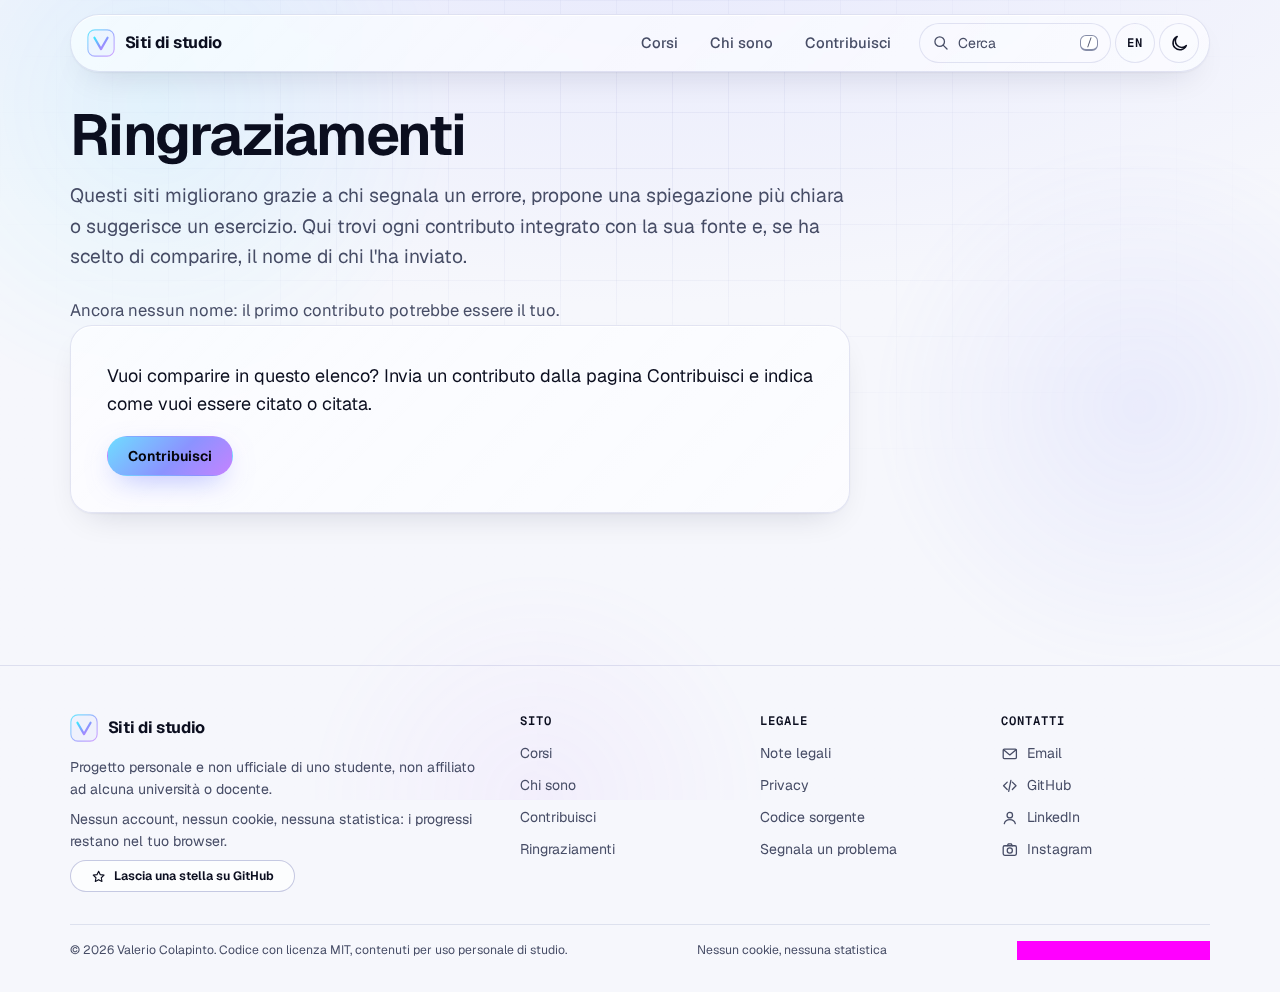 Siti di studio
Corsi
Chi sono
Contribuisci
Cerca
/
EN
Ringraziamenti
Questi siti migliorano grazie a chi segnala un errore, propone una spiegazione più chiara
o suggerisce un esercizio. Qui trovi ogni contributo integrato con la sua fonte e, se ha
scelto di comparire, il nome di chi l'ha inviato.
Ancora nessun nome: il primo contributo potrebbe essere il tuo.
Vuoi comparire in questo elenco? Invia un contributo dalla pagina Contribuisci e indica
come vuoi essere citato o citata.
Contribuisci
Siti di studio
Progetto personale e non ufficiale di uno studente, non affiliato
ad alcuna università o docente.
Nessun account, nessun cookie, nessuna statistica: i progressi
restano nel tuo browser.
Lascia una stella su GitHub
SITO
Corsi
Chi sono
Contribuisci
Ringraziamenti
LEGALE
Note legali
Privacy
Codice sorgente
Segnala un problema
CONTATTI
Email
GitHub
LinkedIn
Instagram
© 2026 Valerio Colapinto. Codice con licenza MIT, contenuti per uso personale di studio.
Nessun cookie, nessuna statistica